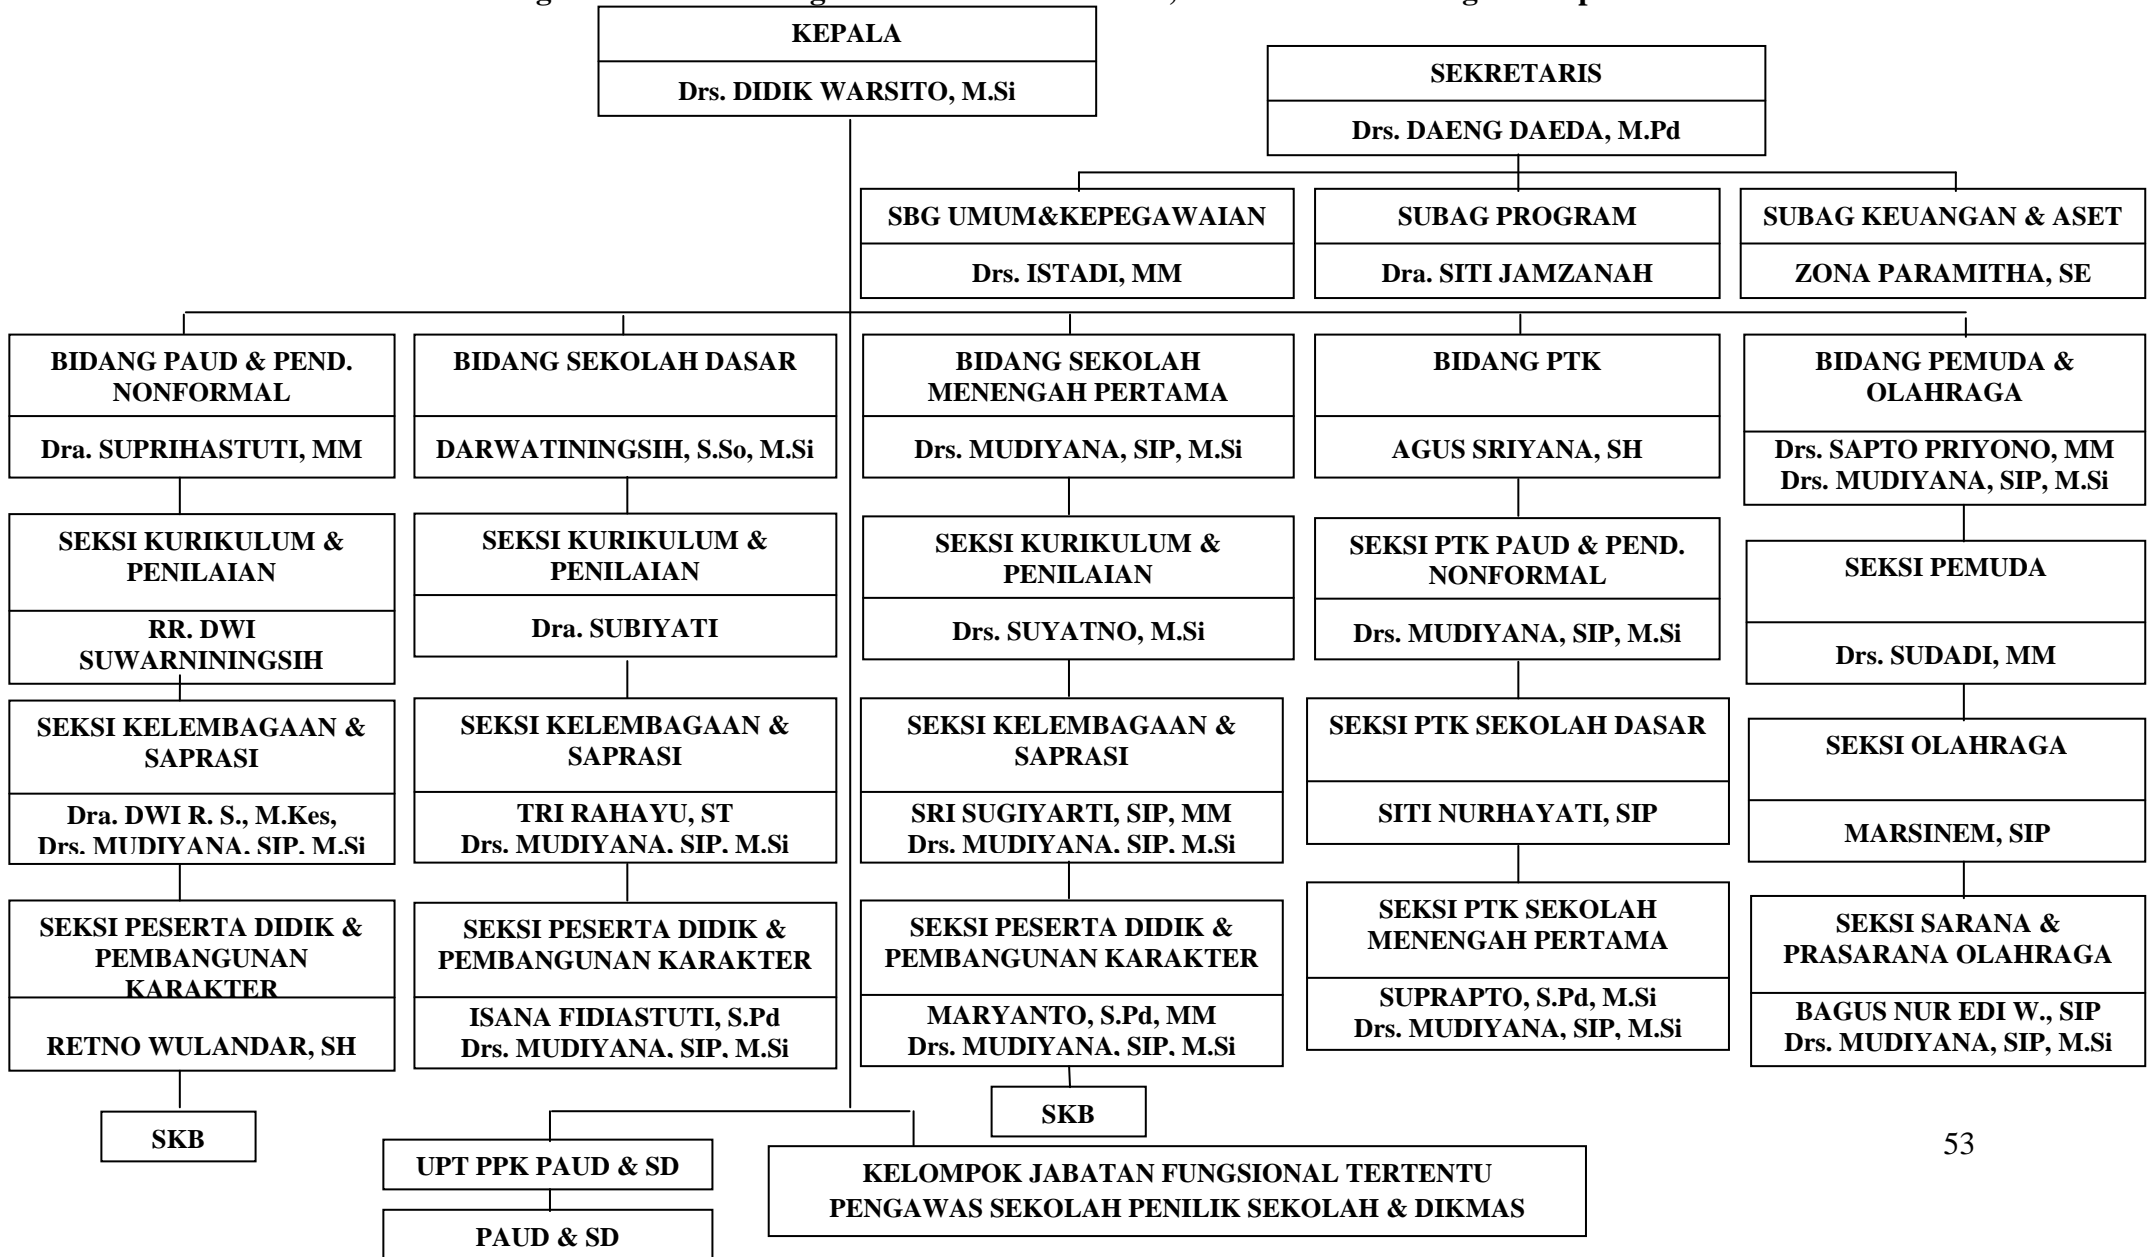 KEPALA
Drs. DIDIK WARSITO, M.Si
SEKRETARIS
Drs. DAENG DAEDA, M.Pd
SBG UMUM&KEPEGAWAIAN
Drs. ISTADI, MM
SUBAG PROGRAM
Dra. SITI JAMZANAH
SUBAG KEUANGAN & ASET
ZONA PARAMITHA, SE
BIDANG PAUD & PEND.
NONFORMAL
Dra. SUPRIHASTUTI, MM
BIDANG SEKOLAH DASAR
DARWATININGSIH, S.So, M.Si
BIDANG SEKOLAH
MENENGAH PERTAMA
Drs. MUDIYANA, SIP, M.Si
BIDANG PTK
AGUS SRIYANA, SH
BIDANG PEMUDA &
OLAHRAGA
Drs. SAPTO PRIYONO, MM
Drs. MUDIYANA, SIP, M.Si
SEKSI KURIKULUM &
PENILAIAN
RR. DWI
SUWARNININGSIH
SEKSI KURIKULUM &
PENILAIAN
Dra. SUBIYATI
SEKSI KURIKULUM &
PENILAIAN
Drs. SUYATNO, M.Si
SEKSI PTK PAUD & PEND.
NONFORMAL
Drs. MUDIYANA, SIP, M.Si
SEKSI PEMUDA
Drs. SUDADI, MM
SEKSI KELEMBAGAAN &
SAPRASI
Dra. DWI R. S., M.Kes,
Drs. MUDIYANA, SIP, M.Si
SEKSI KELEMBAGAAN &
SAPRASI
TRI RAHAYU, ST
Drs. MUDIYANA, SIP, M.Si
SEKSI KELEMBAGAAN &
SAPRASI
SRI SUGIYARTI, SIP, MM
Drs. MUDIYANA, SIP, M.Si
SEKSI PTK SEKOLAH DASAR
SITI NURHAYATI, SIP
SEKSI OLAHRAGA
MARSINEM, SIP
SEKSI PESERTA DIDIK &
PEMBANGUNAN
KARAKTER
RETNO WULANDAR, SH
SEKSI PESERTA DIDIK &
PEMBANGUNAN KARAKTER
ISANA FIDIASTUTI, S.Pd
Drs. MUDIYANA, SIP, M.Si
SEKSI PESERTA DIDIK &
PEMBANGUNAN KARAKTER
MARYANTO, S.Pd, MM
Drs. MUDIYANA, SIP, M.Si
SEKSI PTK SEKOLAH
MENENGAH PERTAMA
SUPRAPTO, S.Pd, M.Si
Drs. MUDIYANA, SIP, M.Si
SEKSI SARANA &
PRASARANA OLAHRAGA
BAGUS NUR EDI W., SIP
Drs. MUDIYANA, SIP, M.Si
SKB
SKB
UPT PPK PAUD & SD
PAUD & SD
KELOMPOK JABATAN FUNGSIONAL TERTENTU
PENGAWAS SEKOLAH PENILIK SEKOLAH & DIKMAS
53